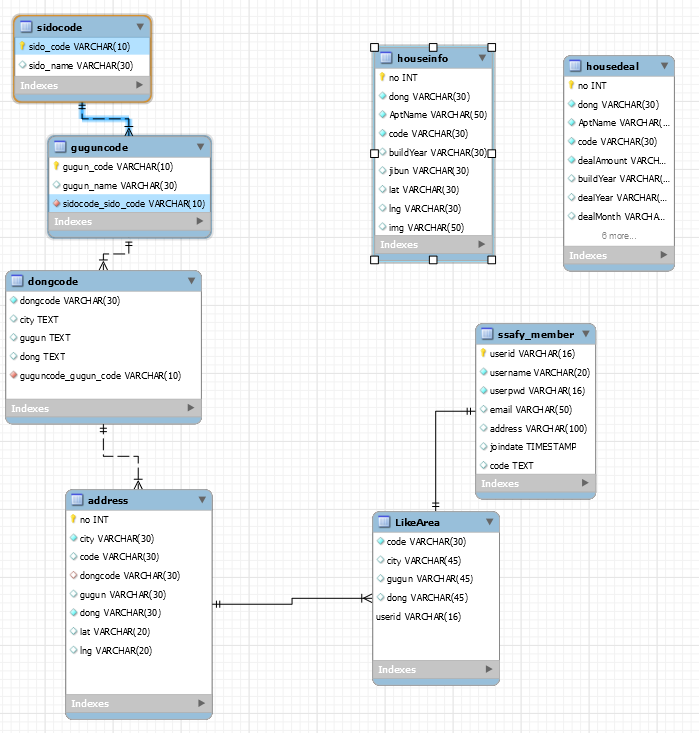 sidocode
sido_code VARCHAR(10)
sido_name VARCHAR(30)
Indexes
guguncode
gugun_code VARCHAR(10)
gugun_name VARCHAR(30)
sidocode_sido_code VARCHAR(10)
Indexes
dongcode
dongcode VARCHAR(30)
city TEXT
gugun TEXT
dong TEXT
guguncode_gugun_code VARCHAR(10)
Indexes
address
no INT
city VARCHAR(30)
code VARCHAR(30)
dongcode VARCHAR(30)
gugun VARCHAR(30)
dong VARCHAR(30)
lat VARCHAR(20)
lng VARCHAR(20)
Indexes
houseinfo
no INT
dong VARCHAR(30)
AptName VARCHAR(50)
code VARCHAR(30)
buildYear VARCHAR(30)
jibun VARCHAR(30)
lat VARCHAR(30)
lng VARCHAR(30)
img VARCHAR(50)
Indexes
housedeal
no INT
dong VARCHAR(30)
AptName VARCHAR(...
code VARCHAR(30)
dealAmount VARCH...
buildYear VARCHAR(...
dealYear VARCHAR(...
dealMonth VARCHA...
6 more...
Indexes
ssafy_member
userid VARCHAR(16)
username VARCHAR(20)
userpwd VARCHAR(16)
email VARCHAR(50)
address VARCHAR(100)
joindate TIMESTAMP
code TEXT
Indexes
LikeArea
code VARCHAR(30)
city VARCHAR(45)
gugun VARCHAR(45)
dong VARCHAR(45)
userid VARCHAR(16)
Indexes